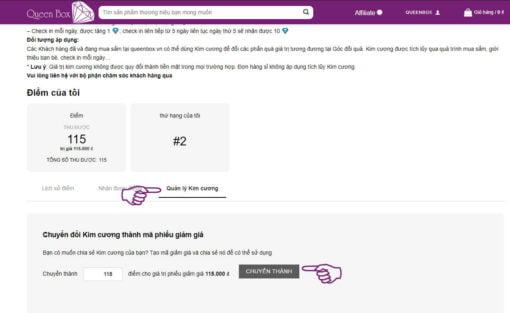 Queen Box
Tìm sản phẩm thương hiệu bạn mong muốn
Affiliate
QUEENBOX
Giỏ hàng / 0 ₫
– Check in mỗi ngày, được tặng 1 , check in liên tiếp từ 5 ngày liên tục ngày thứ 5 sẽ nhận được 10
Đối tượng áp dụng:
Các Khách hàng đã và đang mua sắm tại queenbox.vn có thể dùng Kim cương để đổi các phần quà giá trị tương đương tại Góc đổi quà. Kim cương được tích lũy qua quá trình mua sắm, giới
thiệu bạn bè, check in mỗi ngày…
* Lưu ý: Giá trị kim cương không được quy đổi thành tiền mặt trong mọi trường hợp. Đơn hàng sỉ không áp dụng tích lũy Kim cương.
Vui lòng liên hệ với bộ phận chăm sóc khách hàng qua
Điểm của tôi
Điểm
THU ĐƯỢC
115
trị giá 115.000 ₫
TỔNG SỐ THU ĐƯỢC: 115
thứ hạng của tôi
#2
Lịch sử điểm
Nhận được
Quản lý Kim cương
Chuyển đổi Kim cương thành mã phiếu giảm giá
Bạn có muốn chia sẻ Kim cương của bạn? Tạo mã giảm giá và chia sẻ nó để có thể sử dụng
Chuyển thành
115
điểm cho giá trị phiếu giảm giá 115.000 ₫
CHUYỂN THÀNH